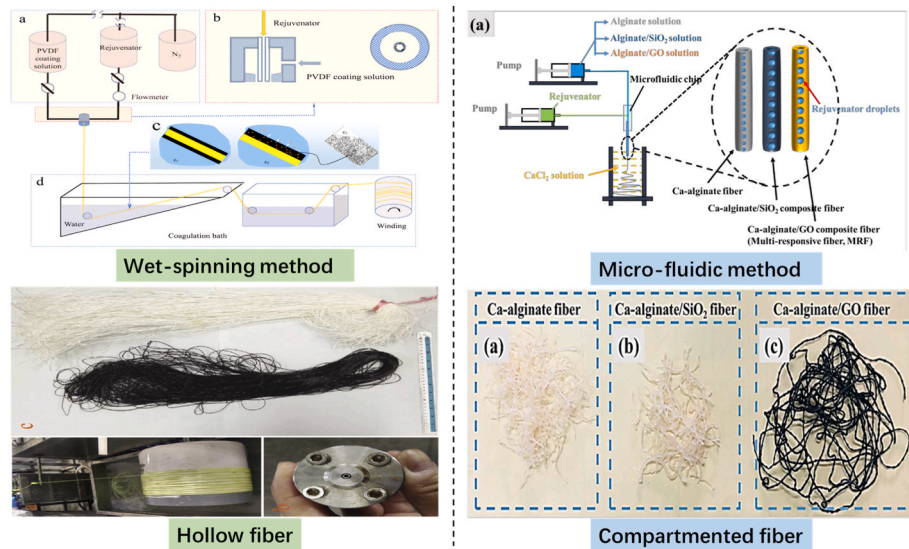 a
PVDF
coating
solution
Rejuvenator
N₂
Flowmeter
b
Rejuvenator
PVDF coating solution
c
d
Water
Coagulation bath
Winding
Wet-spinning method
Hollow fiber
(a)
Alginate solution
Alginate/SiO₂ solution
Alginate/GO solution
Pump
Microfluidic chip
Pump
Rejuvenator
CaCl₂ solution
Rejuvenator droplets
Ca-alginate fiber
Ca-alginate/SiO₂ composite fiber
Ca-alginate/GO composite fiber
(Multi-responsive fiber, MRF)
Micro-fluidic method
Ca-alginate fiber
Ca-alginate/SiO₂ fiber
Ca-alginate/GO fiber
(a)
(b)
(c)
Compartmented fiber